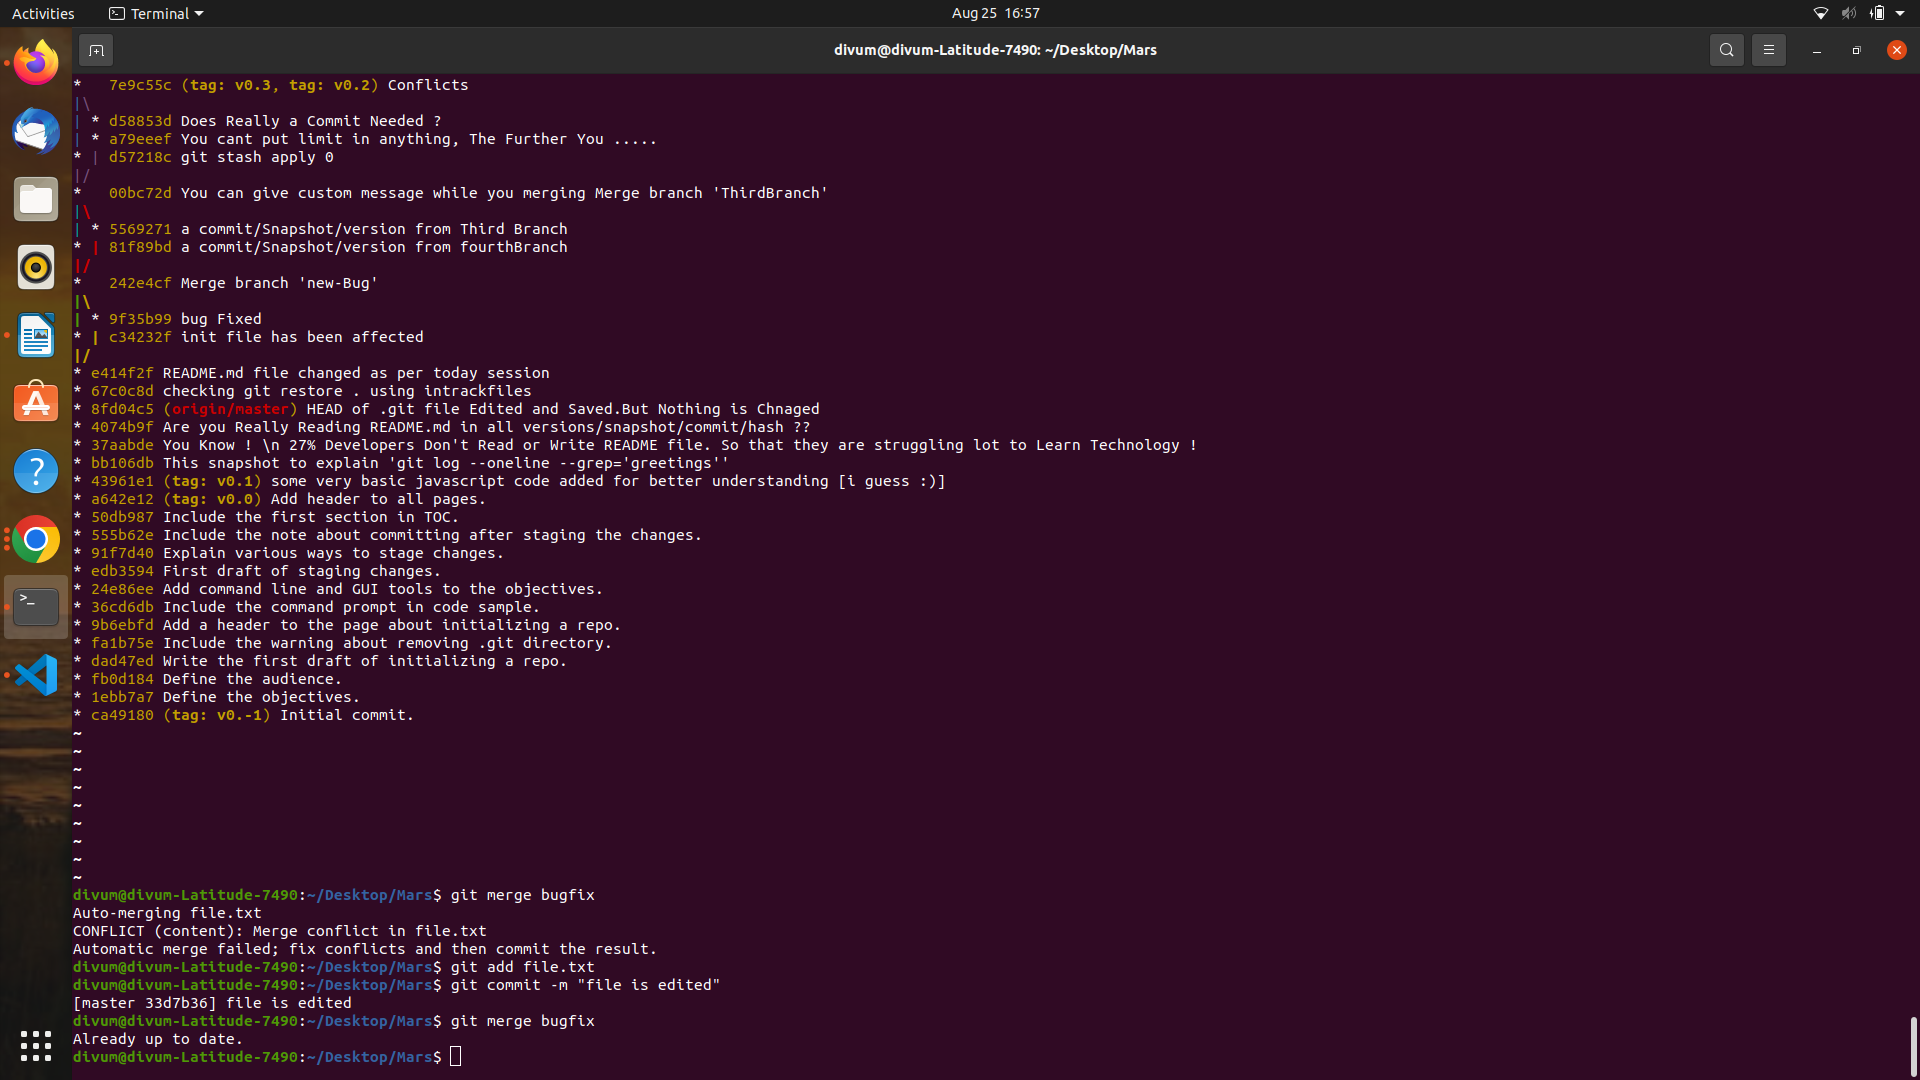 Activities
Terminal
Aug 25 16:57
divum@divum-Latitude-7490: ~/Desktop/Mars
*   7e9c55c (tag: v0.3, tag: v0.2) Conflicts
|\
| * d58853d Does Really a Commit Needed ?
| * a79eeef You cant put limit in anything, The Further You .....
* | d57218c git stash apply 0
|/
*   00bc72d You can give custom message while you merging Merge branch 'ThirdBranch'
|\
| * 5569271 a commit/Snapshot/version from Third Branch
* | 81f89bd a commit/Snapshot/version from fourthBranch
|/
*   242e4cf Merge branch 'new-Bug'
|\
| * 9f35b99 bug Fixed
* | c34232f init file has been affected
|/
* e414f2f README.md file changed as per today session
* 67c0c8d checking git restore . using intrackfiles
* 8fd04c5 (origin/master) HEAD of .git file Edited and Saved.But Nothing is Chnaged
* 4074b9f Are you Really Reading README.md in all versions/snapshot/commit/hash ??
* 37aabde You Know ! \n 27% Developers Don't Read or Write README file. So that they are struggling lot to Learn Technology !
* bb106db This snapshot to explain 'git log --oneline --grep='greetings''
* 43961e1 (tag: v0.1) some very basic javascript code added for better understanding [i guess :)]
* a642e12 (tag: v0.0) Add header to all pages.
* 50db987 Include the first section in TOC.
* 555b62e Include the note about committing after staging the changes.
* 91f7d40 Explain various ways to stage changes.
* edb3594 First draft of staging changes.
* 24e86ee Add command line and GUI tools to the objectives.
* 36cd6db Include the command prompt in code sample.
* 9b6ebfd Add a header to the page about initializing a repo.
* fa1b75e Include the warning about removing .git directory.
* dad47ed Write the first draft of initializing a repo.
* fb0d184 Define the audience.
* 1ebb7a7 Define the objectives.
* ca49180 (tag: v0.-1) Initial commit.
~
~
~
~
~
~
~
~
~
divum@divum-Latitude-7490:~/Desktop/Mars$ git merge bugfix
Auto-merging file.txt
CONFLICT (content): Merge conflict in file.txt
Automatic merge failed; fix conflicts and then commit the result.
divum@divum-Latitude-7490:~/Desktop/Mars$ git add file.txt
divum@divum-Latitude-7490:~/Desktop/Mars$ git commit -m "file is edited"
[master 33d7b36] file is edited
divum@divum-Latitude-7490:~/Desktop/Mars$ git merge bugfix
Already up to date.
divum@divum-Latitude-7490:~/Desktop/Mars$